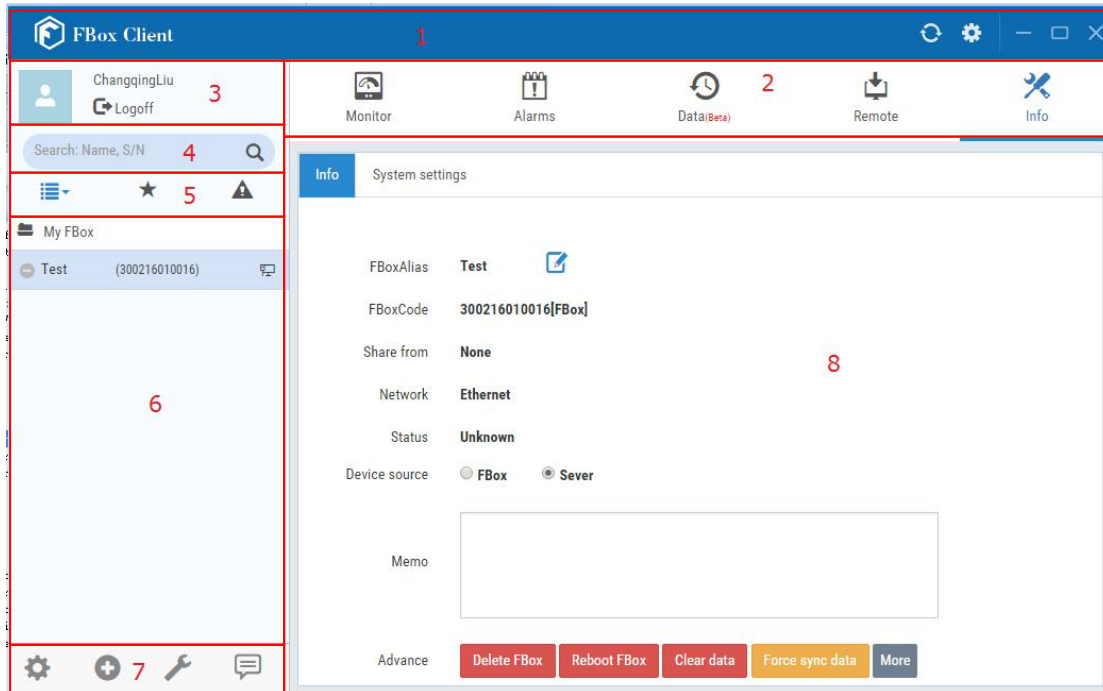 FBox Client
1
ChangqingLiu
Logoff
3
Monitor
Alarms
Data(Beta)
2
Remote
Info
Search: Name, S/N
4
5
My FBox
Test (300216010016)
6
7
Info System settings
FBoxAlias Test
FBoxCode 300216010016[FBox]
Share from None
8
Network Ethernet
Status Unknown
Device source FBox Sever
Memo
Advance Delete FBox Reboot FBox Clear data Force sync data More